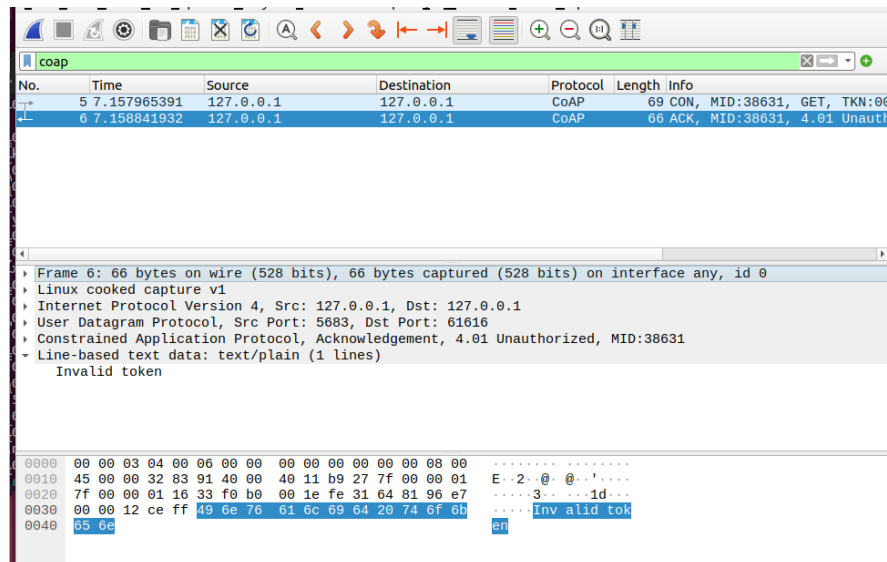 coap
No. Time Source Destination Protocol Length Info
5 7.157965391 127.0.0.1 127.0.0.1 CoAP 69 CON, MID:38631, GET, TKN:00
6 7.158841932 127.0.0.1 127.0.0.1 CoAP 66 ACK, MID:38631, 4.01 Unauth
Frame 6: 66 bytes on wire (528 bits), 66 bytes captured (528 bits) on interface any, id 0
Linux cooked capture v1
Internet Protocol Version 4, Src: 127.0.0.1, Dst: 127.0.0.1
User Datagram Protocol, Src Port: 5683, Dst Port: 61616
Constrained Application Protocol, Acknowledgement, 4.01 Unauthorized, MID:38631
Line-based text data: text/plain (1 lines)
Invalid token
0000 00 00 03 04 00 06 00 00 00 00 00 00 00 00 08 00 ········ ········
0010 45 00 00 32 83 91 40 00 40 11 b9 27 7f 00 00 01 E··2··@· @··'····
0020 7f 00 00 01 16 33 f0 b0 00 1e fe 31 64 81 96 e7 ·····3·· ···1d···
0030 00 00 12 ce ff 49 6e 76 61 6c 69 64 20 74 6f 6b ·····Inv alid tok
0040 65 6e en